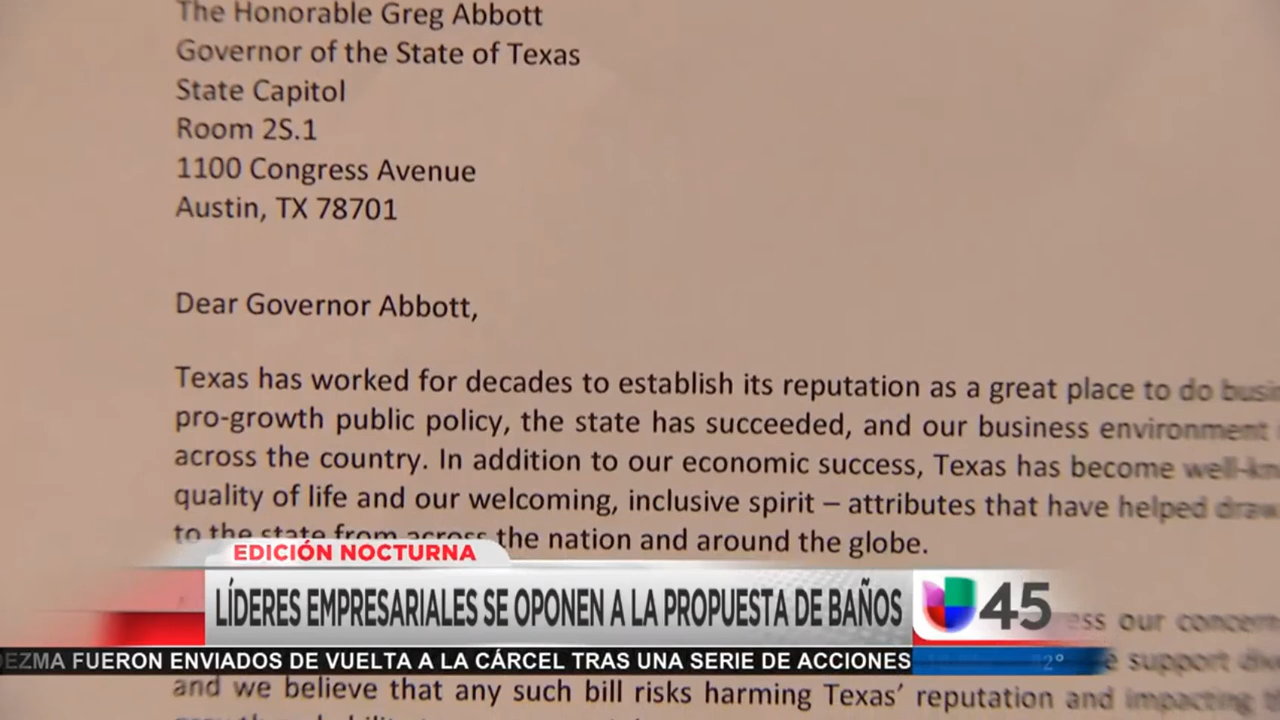 The Honorable Greg Abbott
Governor of the State of Texas
State Capitol
Room 2S.1
1100 Congress Avenue
Austin, TX 78701
Dear Governor Abbott,
Texas has worked for decades to establish its reputation as a great place to do
pro-growth public policy, the state has succeeded, and our business environment
across the country. In addition to our economic success, Texas has become
quality of life and our welcoming, inclusive spirit – attributes that have helped draw
to the state from across the nation and around the globe.
EDICIÓN NOCTURNA
LÍDERES EMPRESARIALES SE OPONEN A LA PROPUESTA DE BAÑOS
45
our
FUERON ENVIADOS DE VUELTA A LA CÁRCEL TRAS UNA SERIE DE ACCIONES
support
and we believe that any such bill risks harming Texas’ reputation and impacting